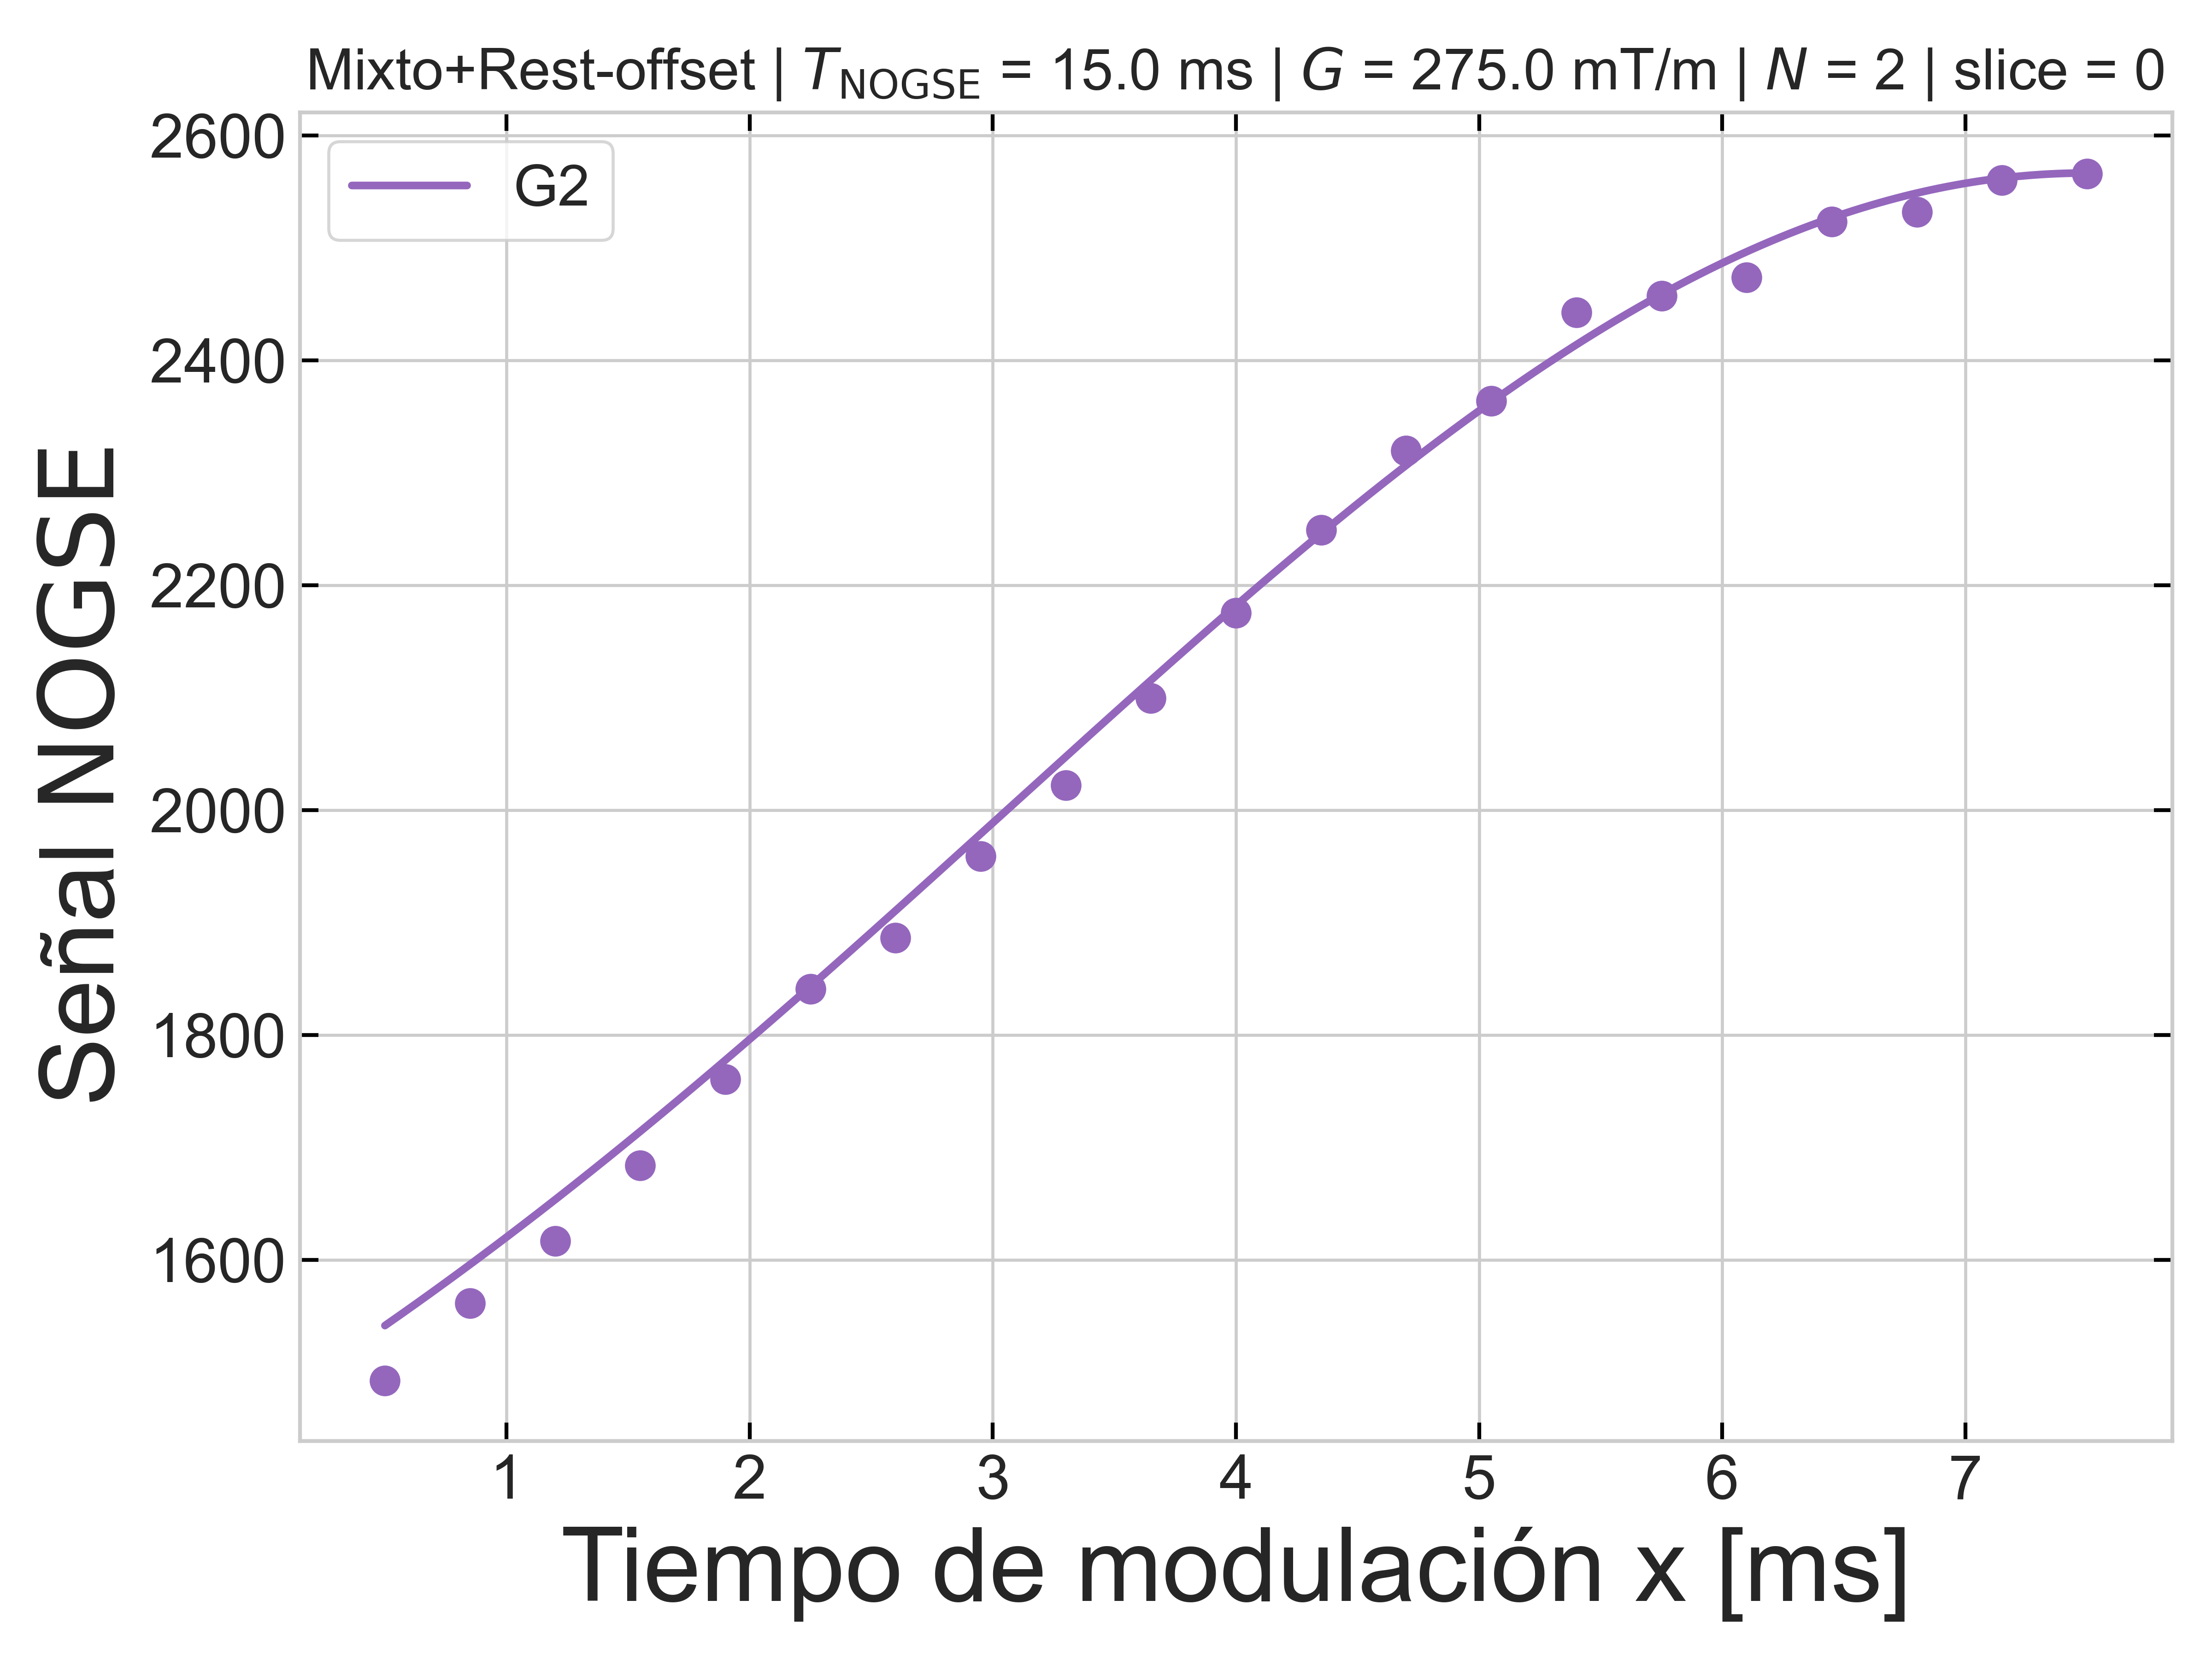 Mixto+Rest-offset | T_NOGSE = 15.0 ms | G = 275.0 mT/m | N = 2 | slice = 0
G2
2600
2400
2200
2000
1800
1600
Señal NOGSE
1 2 3 4 5 6 7
Tiempo de modulación x [ms]